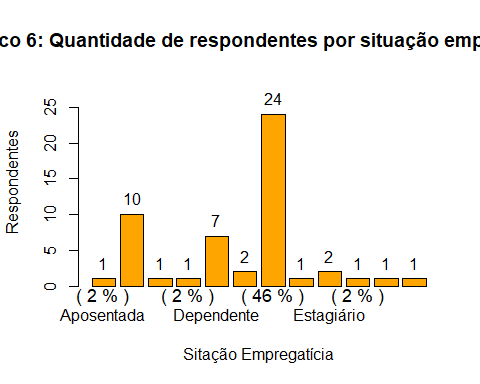 co 6: Quantidade de respondentes por situação emp
24
25
20
15
10
5
0
Respondentes
1
10
1
1
7
2
1
2
1
1
1
( 2 % )
( 2 % )
( 46 % )
( 2 % )
Aposentada
Dependente
Estagiário
Sitação Empregatícia